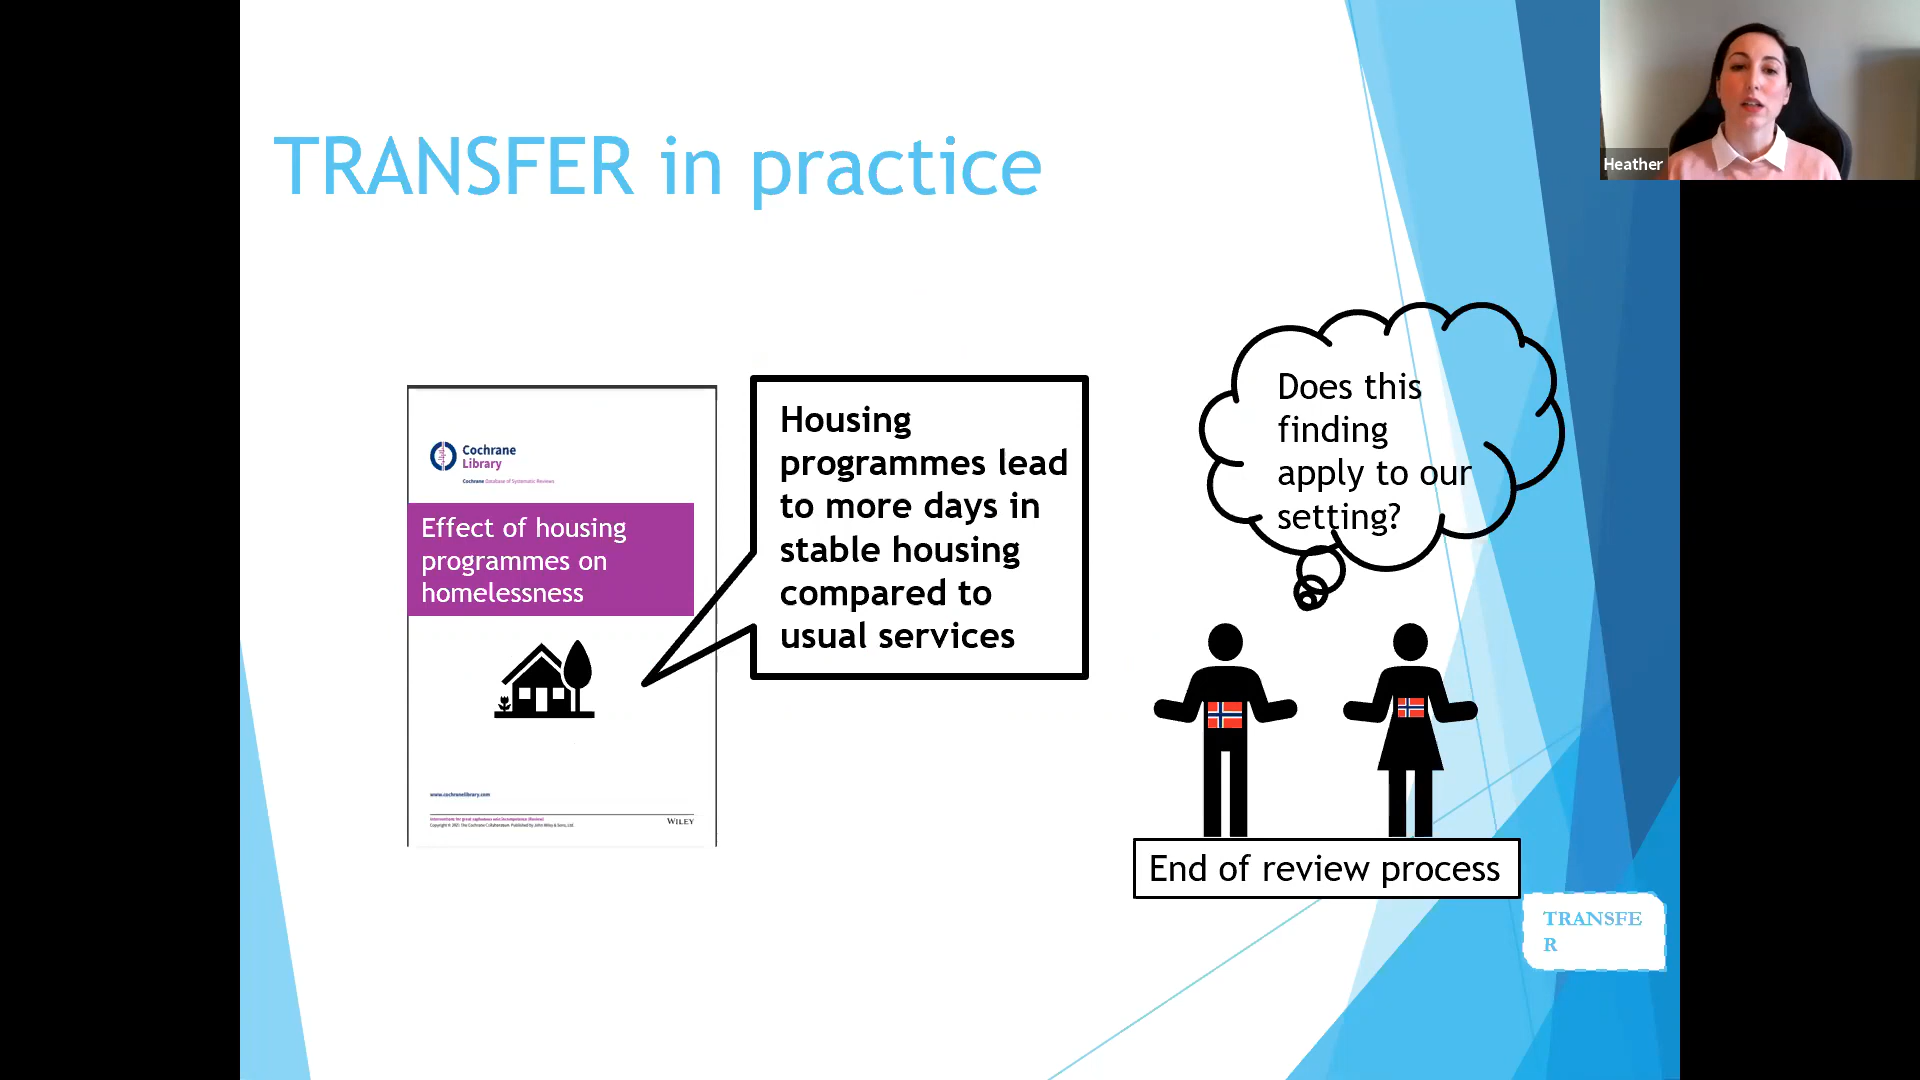 Heather
TRANSFER in practice
Cochrane
Library
Cochrane Database of Systematic Reviews
Effect of housing
programmes on
homelessness
www.cochranelibrary.com
WILEY
Housing
programmes lead
to more days in
stable housing
compared to
usual services
Does this
finding
apply to our
setting?
End of review process
TRANSFE
R